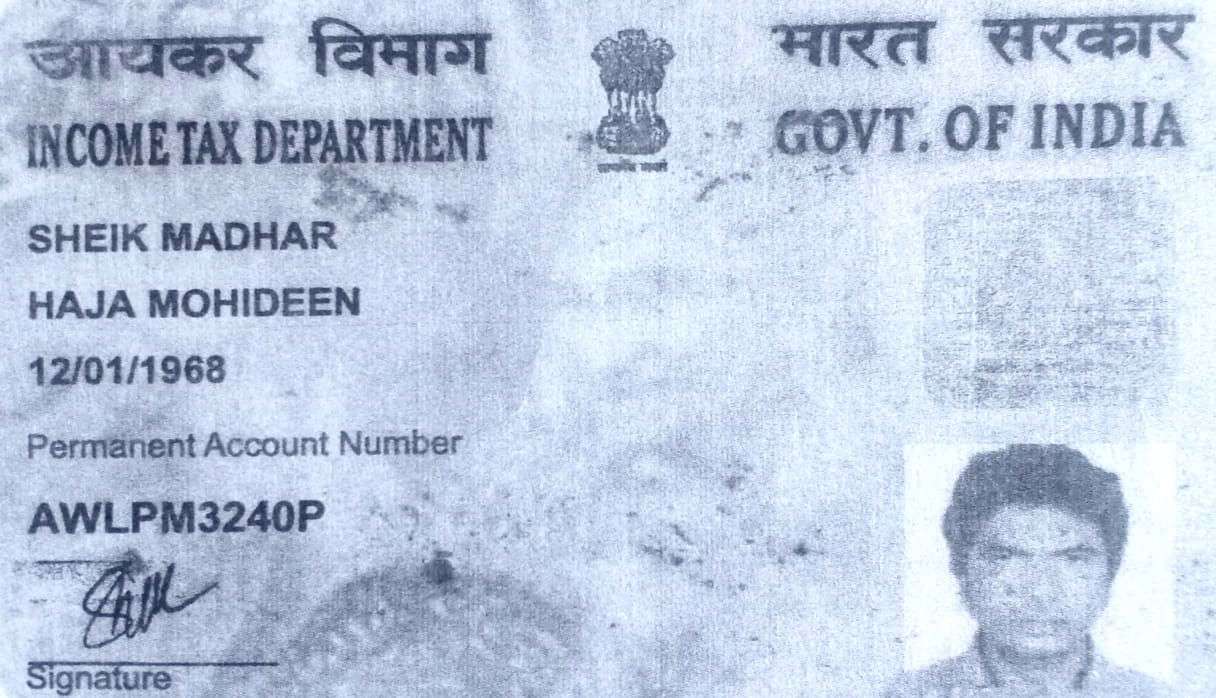 आयकर विभाग
INCOME TAX DEPARTMENT
भारत सरकार
GOVT. OF INDIA
SHEIK MADHAR
HAJA MOHIDEEN
12/01/1968
Permanent Account Number
AWLPM3240P
Signature